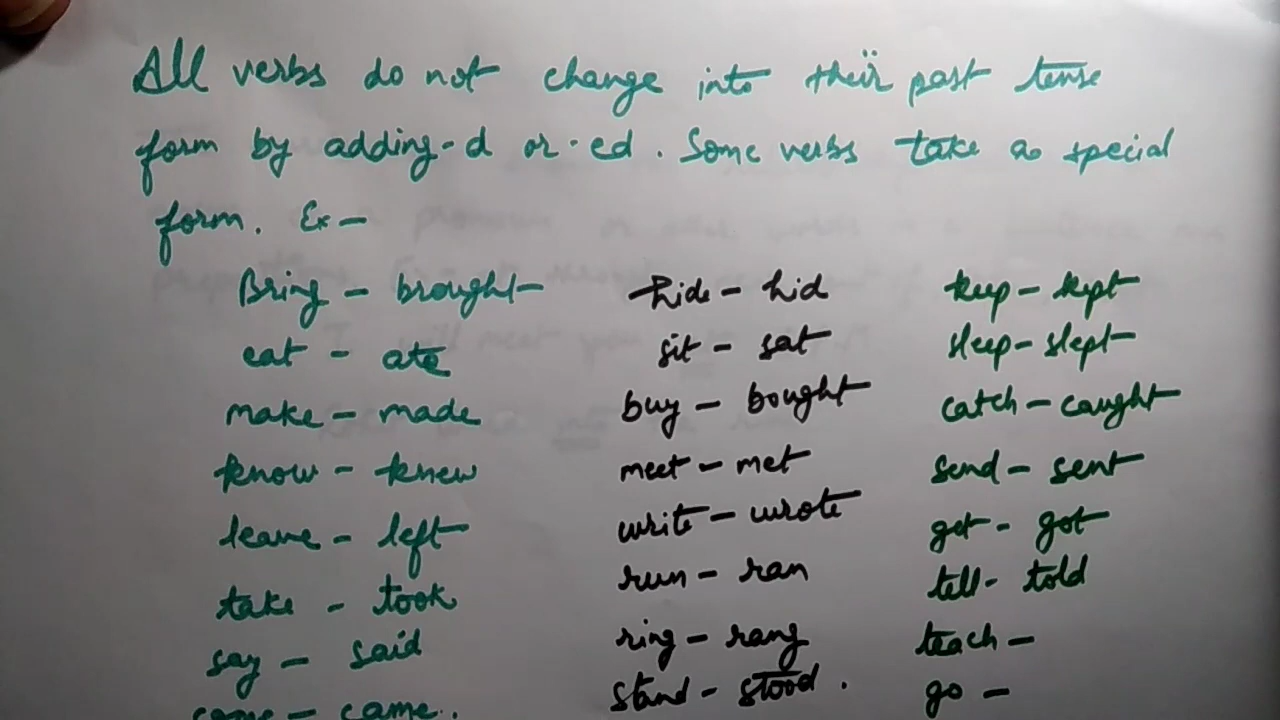 All verbs do not change into their past tense
form by adding-d or-ed. Some verbs take a special
form. Ex-
Bring - brought hide - hid keep - kept
eat - ate sit - sat sleep - slept
make - made buy - bought catch - caught
know - knew meet - met send - sent
leave - left write - wrote get - got
take - took run - ran tell - told
say - said ring - rang teach -
come - came. stand - stood. go -